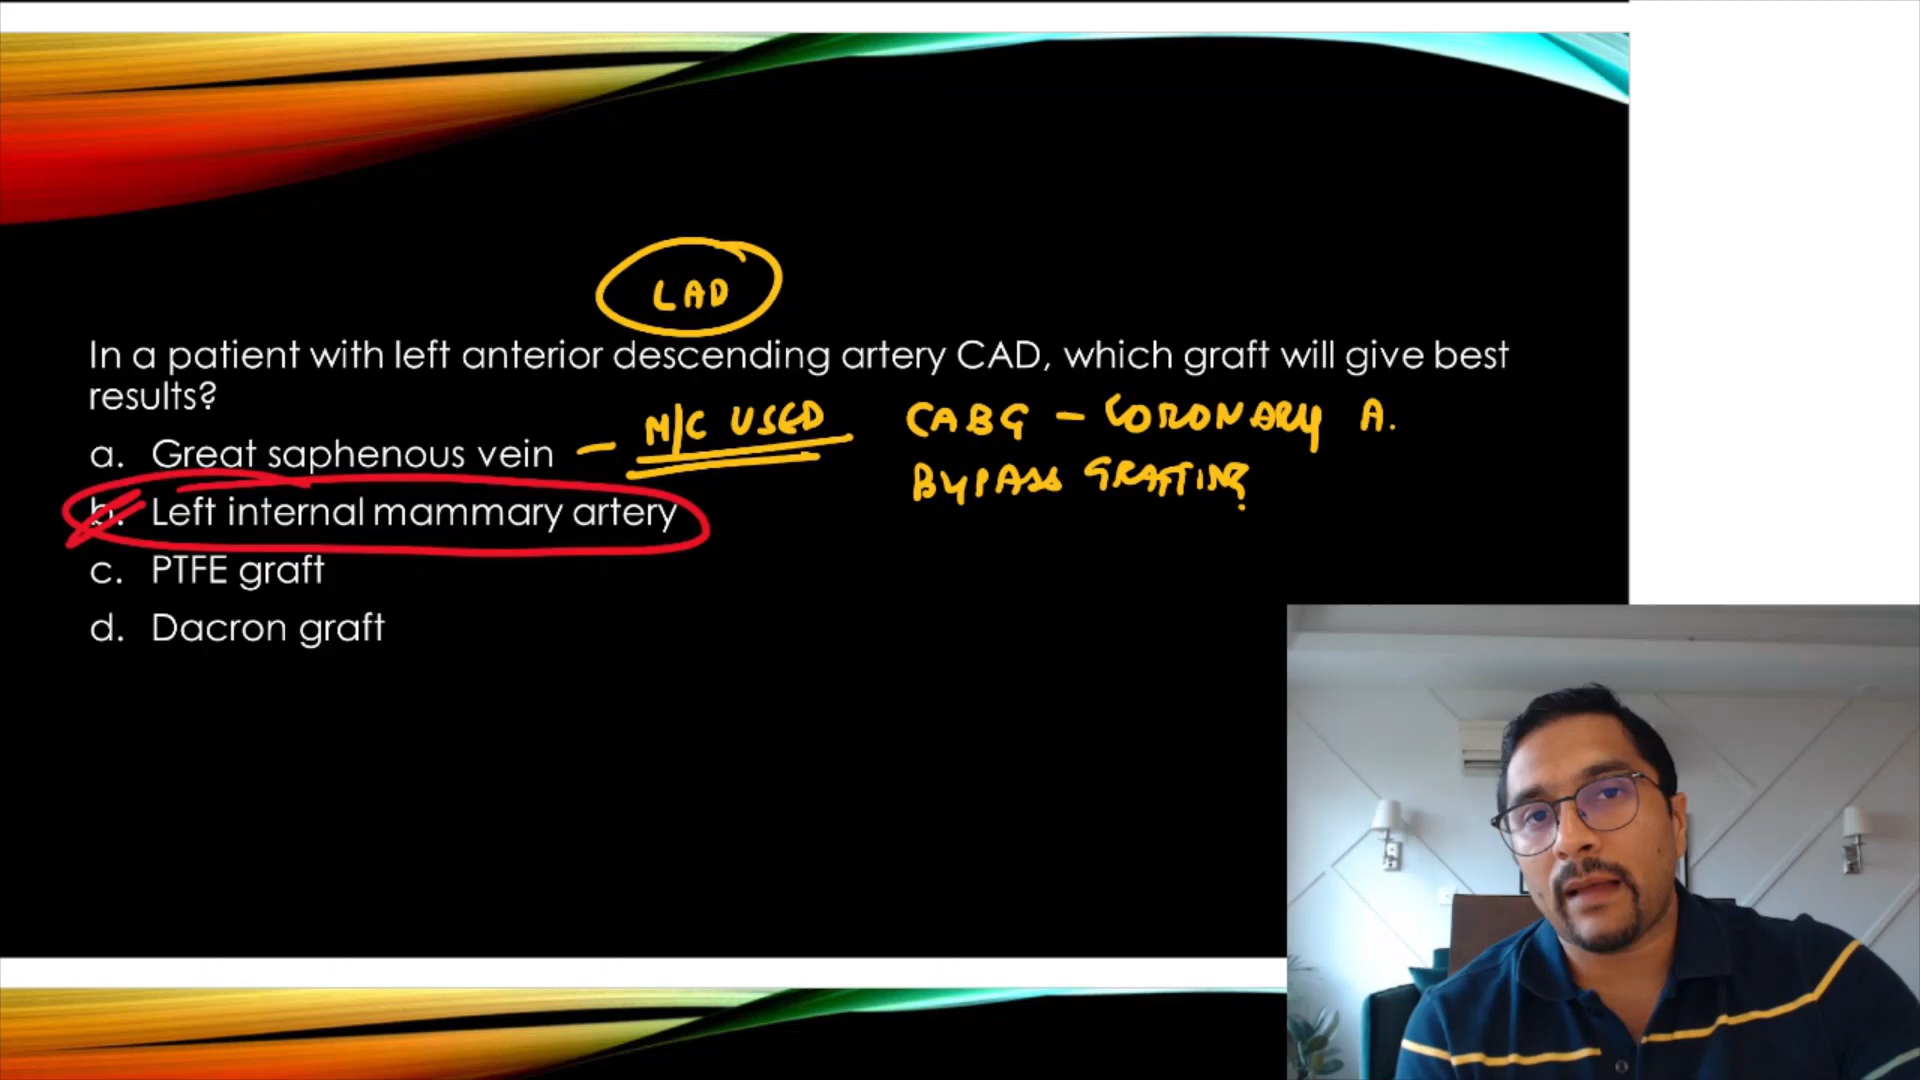 LAD
In a patient with left anterior descending artery CAD, which graft will give best
results?
a. Great saphenous vein – M/C USED
CABG – CORONARY A.
BYPASS GRAFTING
b. Left internal mammary artery
c. PTFE graft
d. Dacron graft